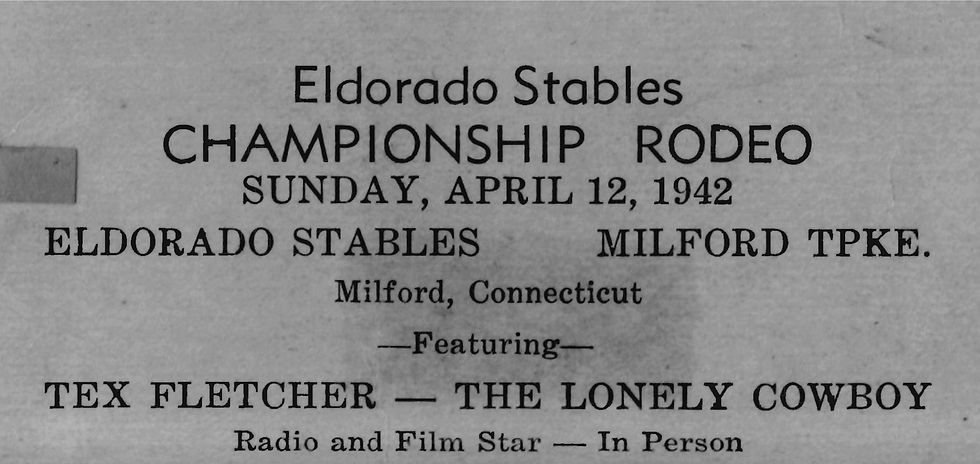 Eldorado Stables
CHAMPIONSHIP RODEO
SUNDAY, APRIL 12, 1942
ELDORADO STABLES MILFORD TPKE.
Milford, Connecticut
—Featuring—
TEX FLETCHER — THE LONELY COWBOY
Radio and Film Star — In Person